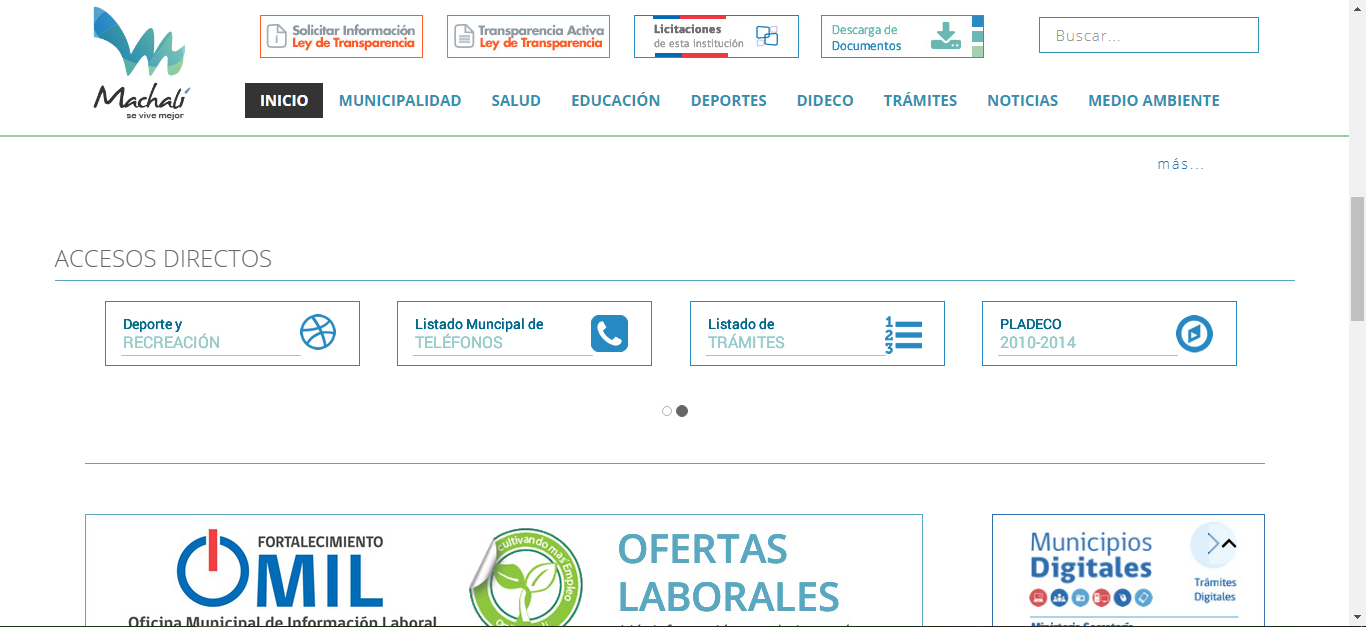 Solicitar Información
Ley de Transparencia
Transparencia Activa
Ley de Transparencia
Licitaciones
de esta institución
Descarga de
Documentos
Buscar...
Machalí
se vive mejor
INICIO
MUNICIPALIDAD
SALUD
EDUCACIÓN
DEPORTES
DIDECO
TRÁMITES
NOTICIAS
MEDIO AMBIENTE
más...
ACCESOS DIRECTOS
Deporte y
RECREACIÓN
Listado Muncipal de
TELÉFONOS
Listado de
TRÁMITES
1
2
3
PLADECO
2010-2014
FORTALECIMIENTO
OMIL
Oficina Municipal de Información Laboral
cultivando mas Empleo
OFERTAS
LABORALES
Municipios
Digitales
Trámites
Digitales
Ministerio Secretaría